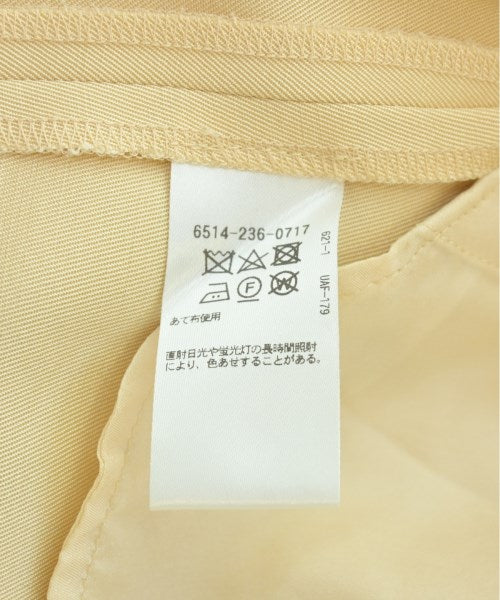 6514-236-0717
F
W
あて布使用
直射日光や蛍光灯の長時間照射
により、色あせすることがある。
621-1 UAF-179